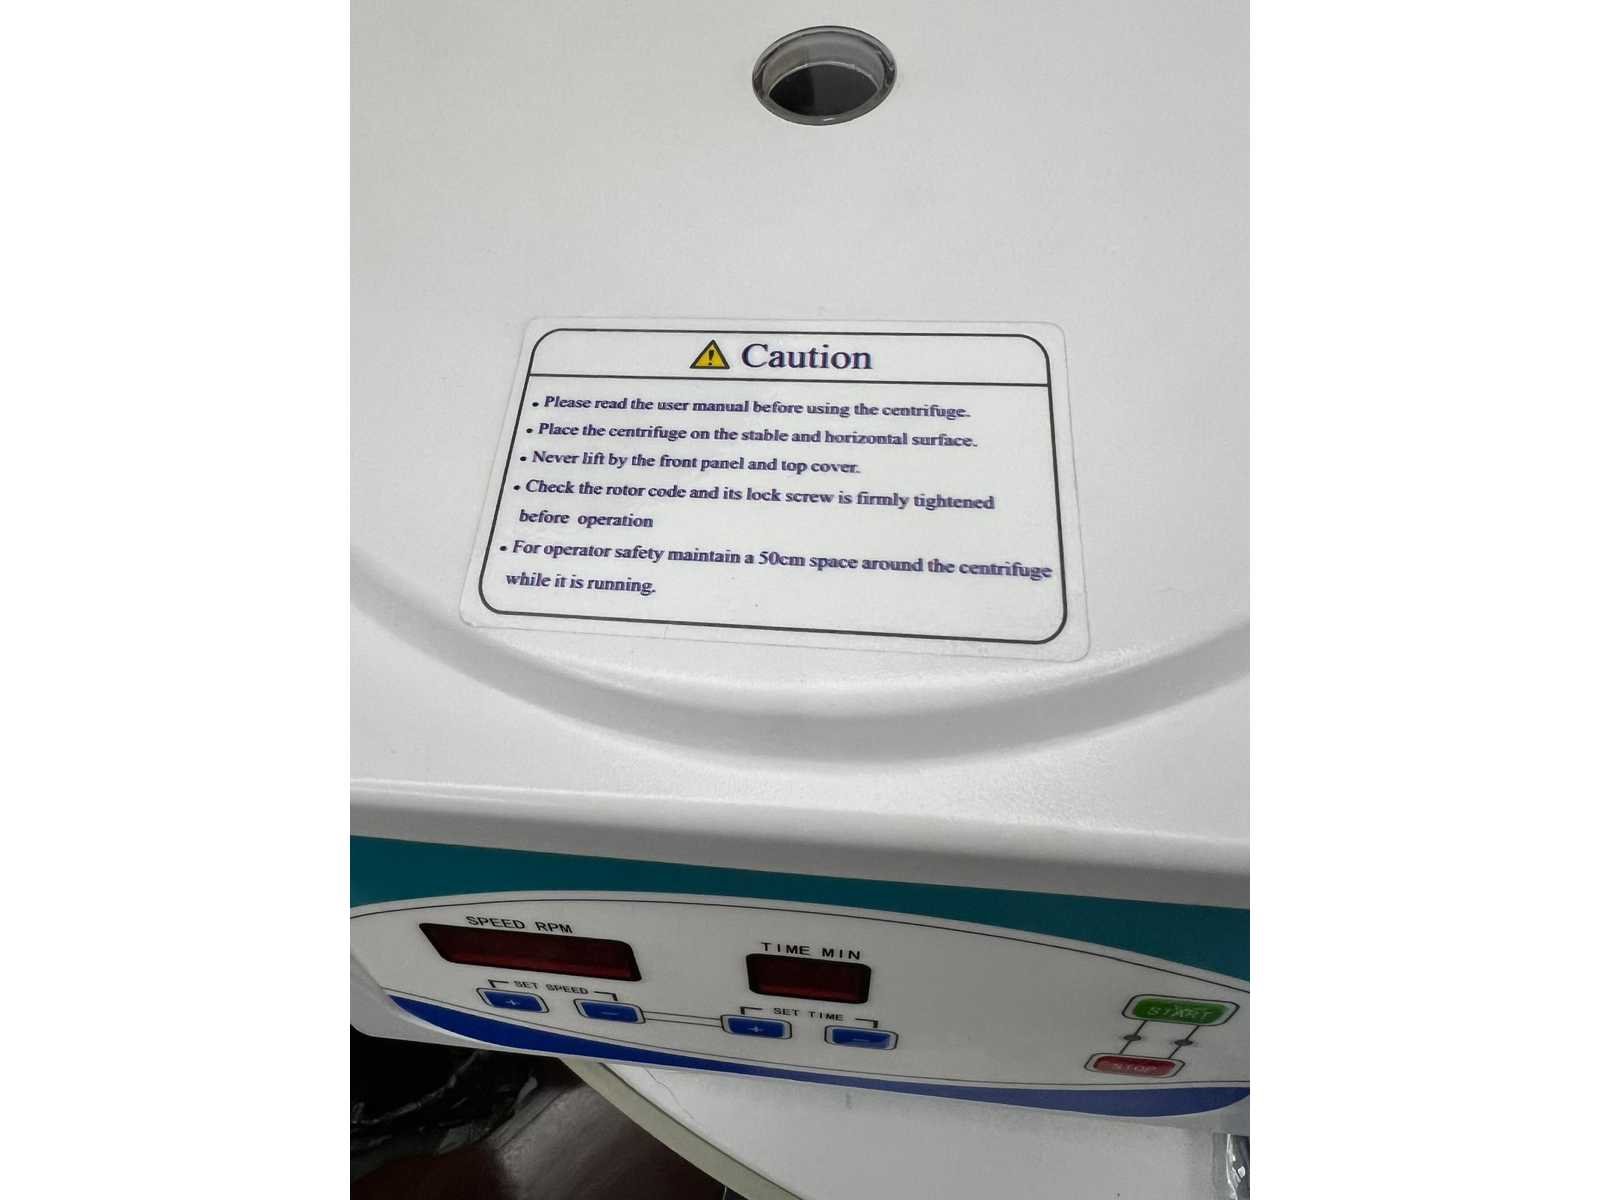 Caution
• Please read the user manual before using the centrifuge.
• Place the centrifuge on the stable and horizontal surface.
• Never lift by the front panel and top cover.
• Check the rotor code and its lock screw is firmly tightened
before operation
• For operator safety maintain a 50cm space around the centrifuge
while it is running.
SPEED RPM
TIME MIN
SET SPEED
+ −
SET TIME
+ −
START
STOP